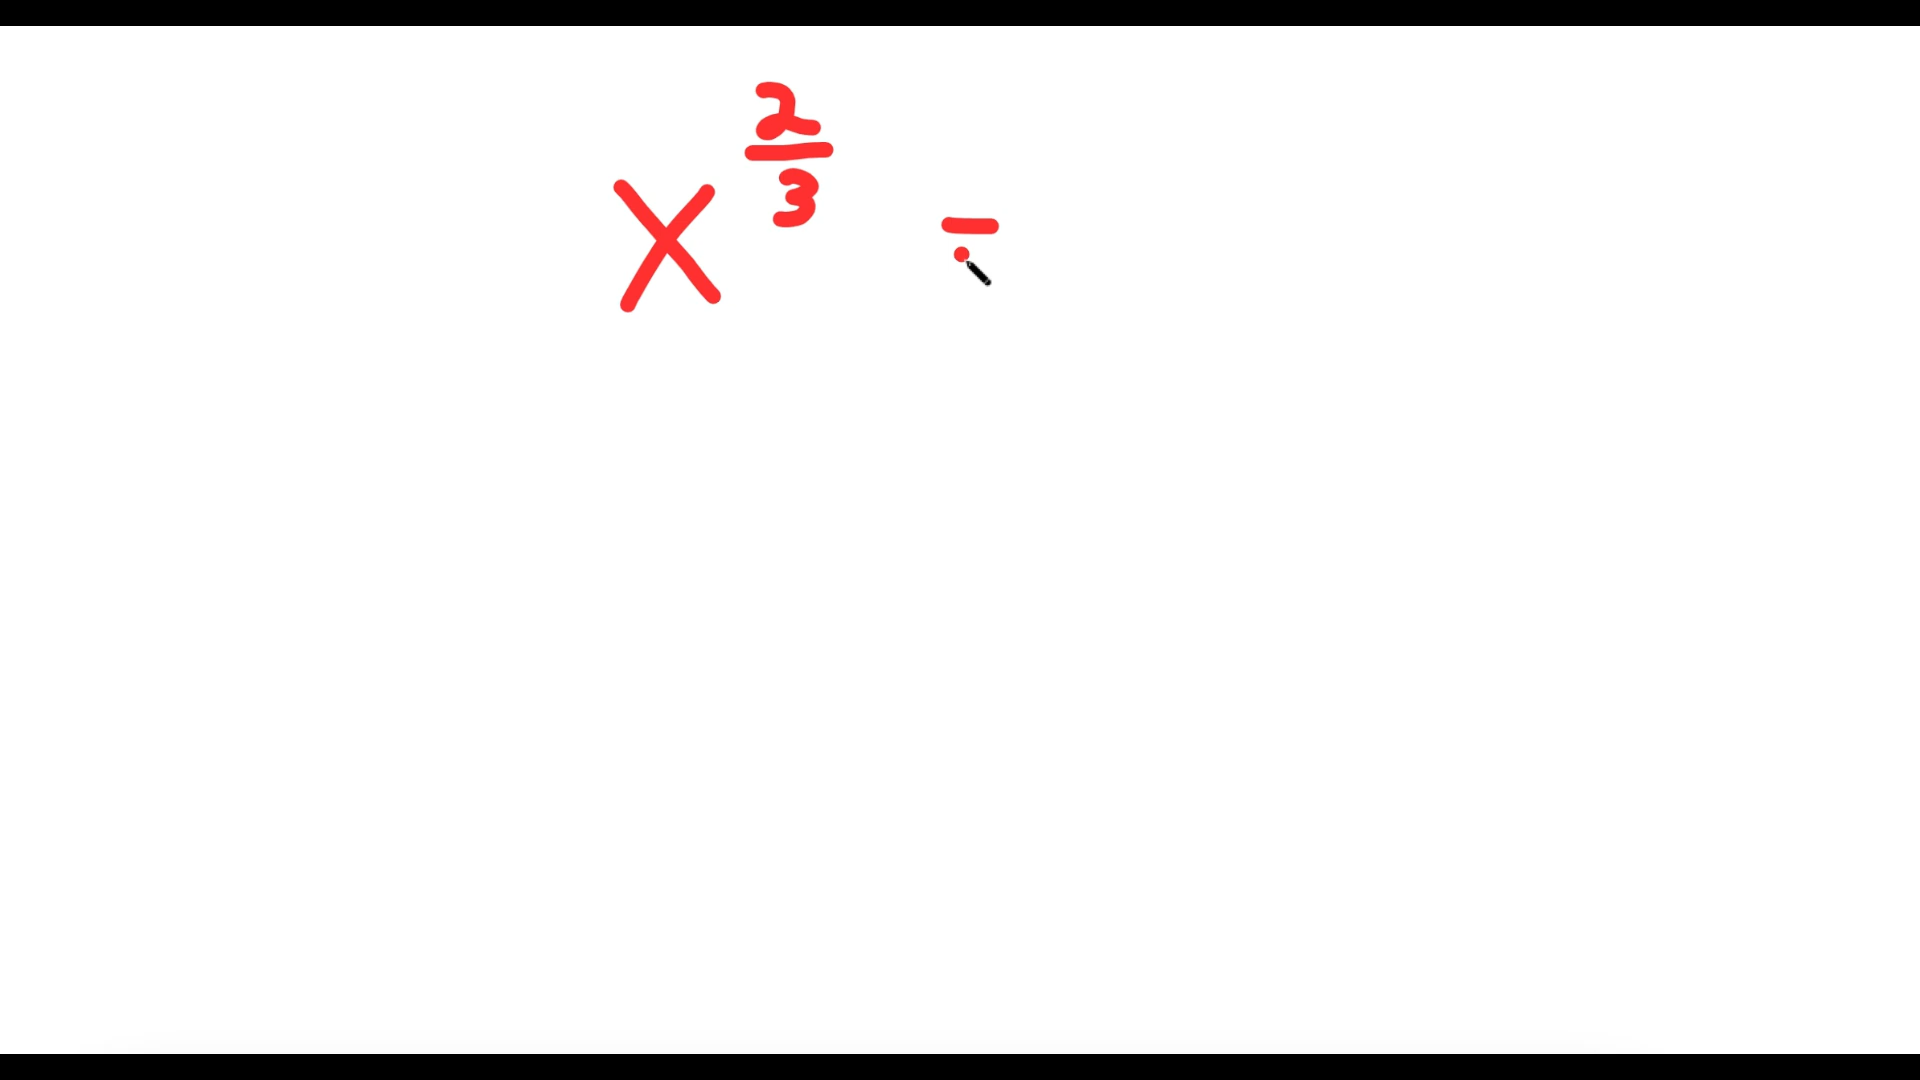 x^{2/3} =